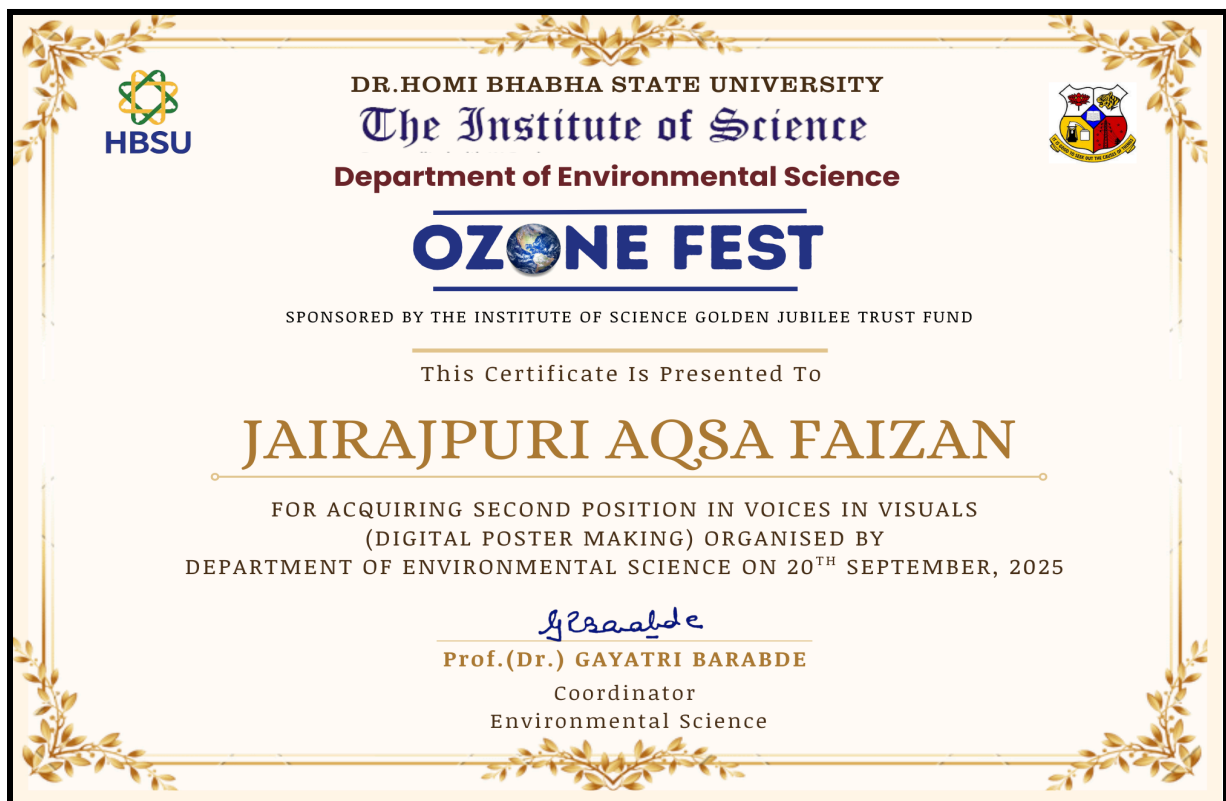 HBSU
DR.HOMI BHABHA STATE UNIVERSITY
The Institute of Science
Department of Environmental Science
OZONE FEST
SPONSORED BY THE INSTITUTE OF SCIENCE GOLDEN JUBILEE TRUST FUND
This Certificate Is Presented To
JAIRAJPURI AQSA FAIZAN
FOR ACQUIRING SECOND POSITION IN VOICES IN VISUALS
(DIGITAL POSTER MAKING) ORGANISED BY
DEPARTMENT OF ENVIRONMENTAL SCIENCE ON 20TH SEPTEMBER, 2025
GRBarabde
Prof.(Dr.) GAYATRI BARABDE
Coordinator
Environmental Science